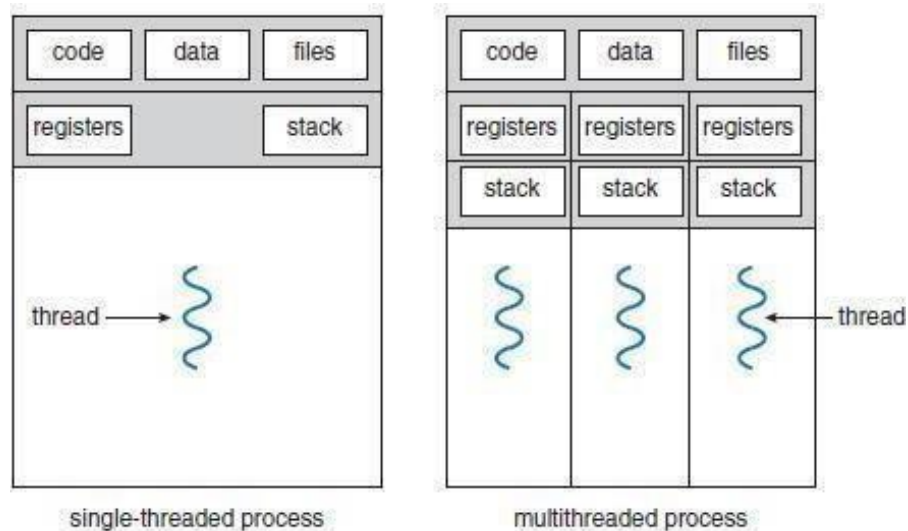 code data files
registers stack
thread
single-threaded process
code data files
registers registers registers
stack stack stack
thread
multithreaded process